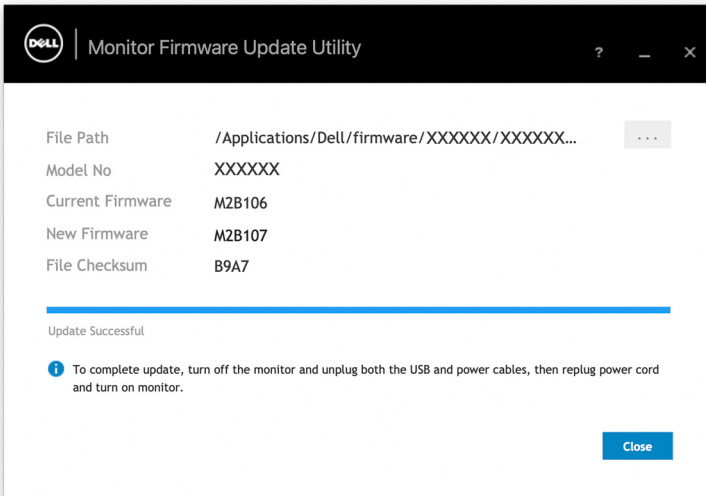 DELL
Monitor Firmware Update Utility
? _ ×
File Path /Applications/Dell/firmware/XXXXXX/XXXXXX... ...
Model No XXXXXX
Current Firmware M2B106
New Firmware M2B107
File Checksum B9A7
Update Successful
i To complete update, turn off the monitor and unplug both the USB and power cables, then replug power cord
and turn on monitor.
Close